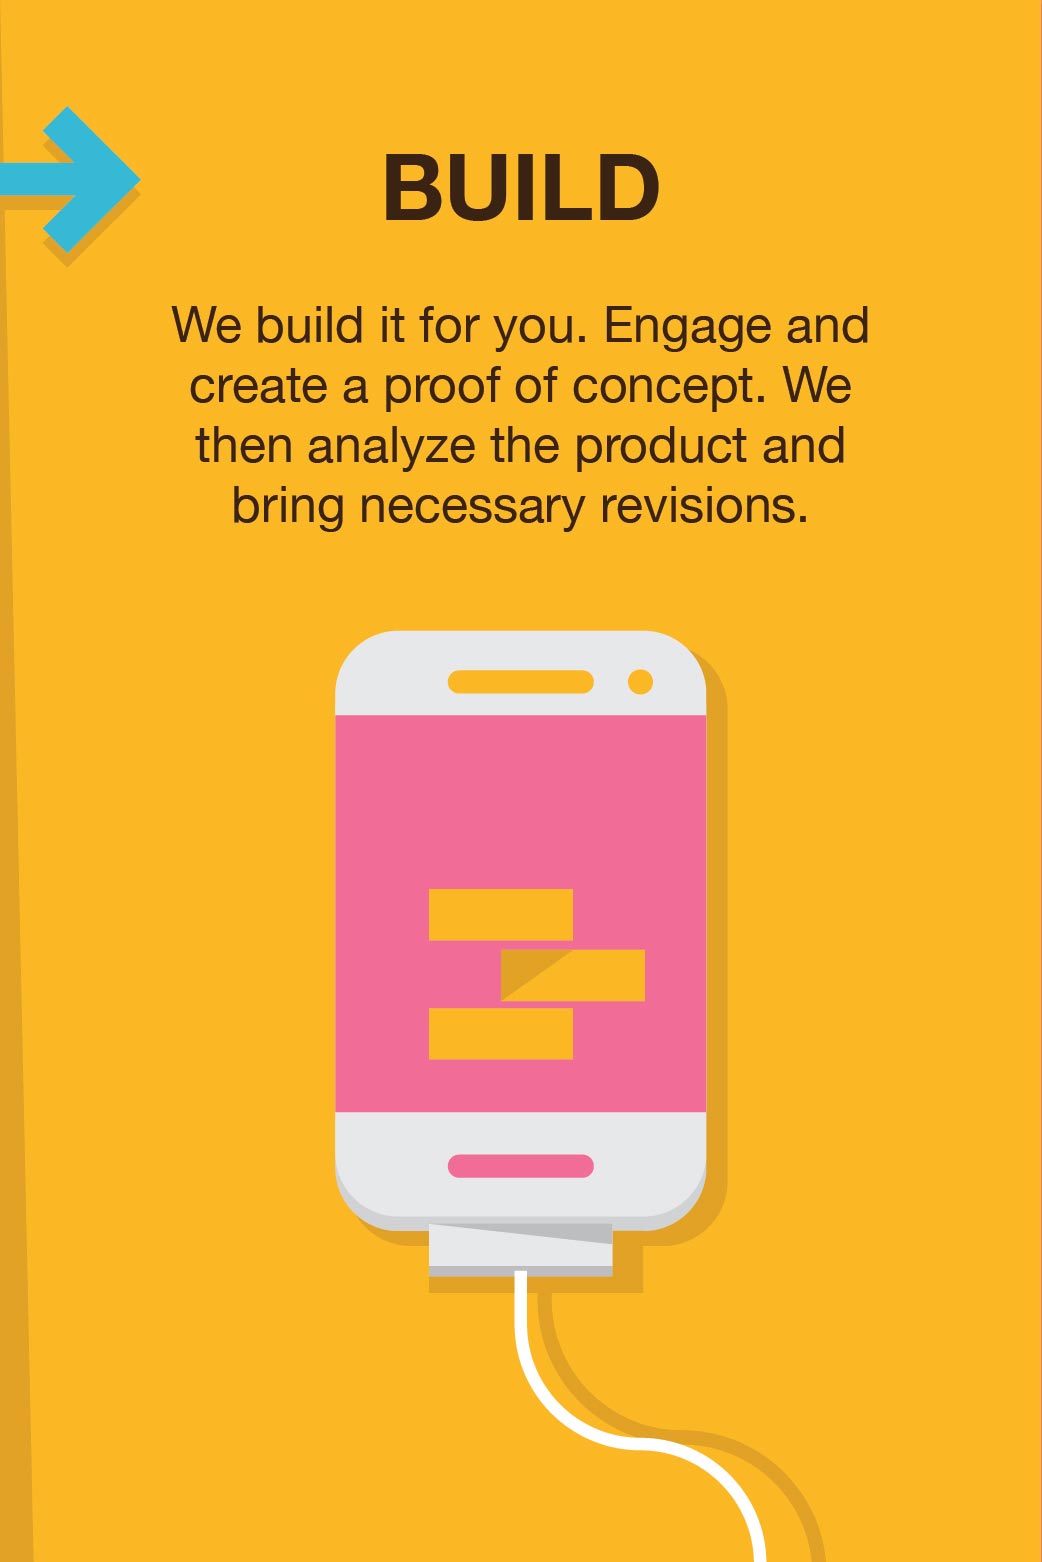 BUILD
We build it for you. Engage and
create a proof of concept. We
then analyze the product and
bring necessary revisions.